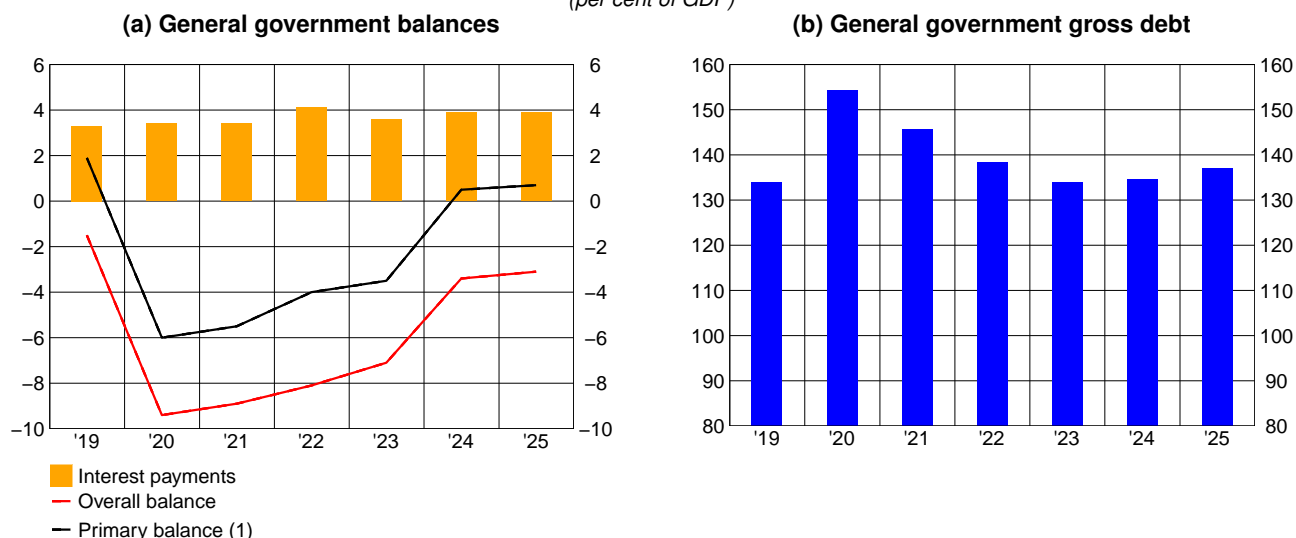 (per cent of GDP)
(a) General government balances
6 6
4 4
2 2
0 0
−2 −2
−4 −4
−6 −6
−8 −8
−10 −10
'19 '20 '21 '22 '23 '24 '25
Interest payments
Overall balance
Primary balance (1)
(b) General government gross debt
160 160
150 150
140 140
130 130
120 120
110 110
100 100
90 90
80 80
'19 '20 '21 '22 '23 '24 '25